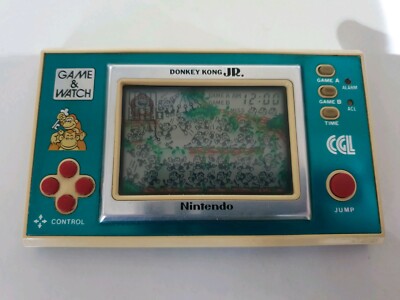 GAME
&
WATCH
DONKEY KONG JR.
GAME A
ALARM
GAME B
ACL
TIME
12:00
CGL
Nintendo
CONTROL
JUMP